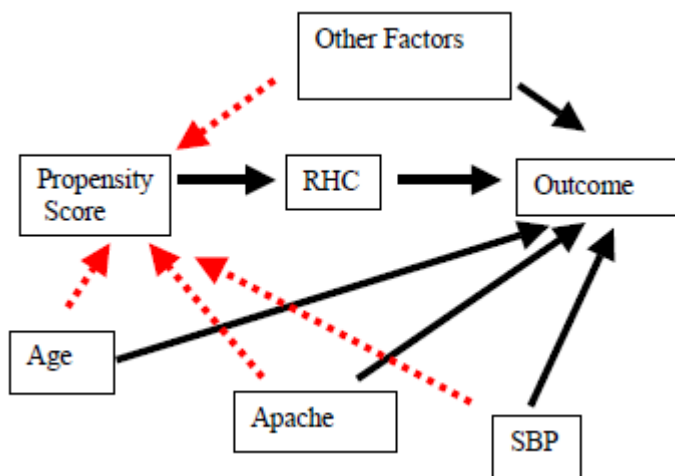 Other Factors
Propensity
Score
RHC
Outcome
Age
Apache
SBP